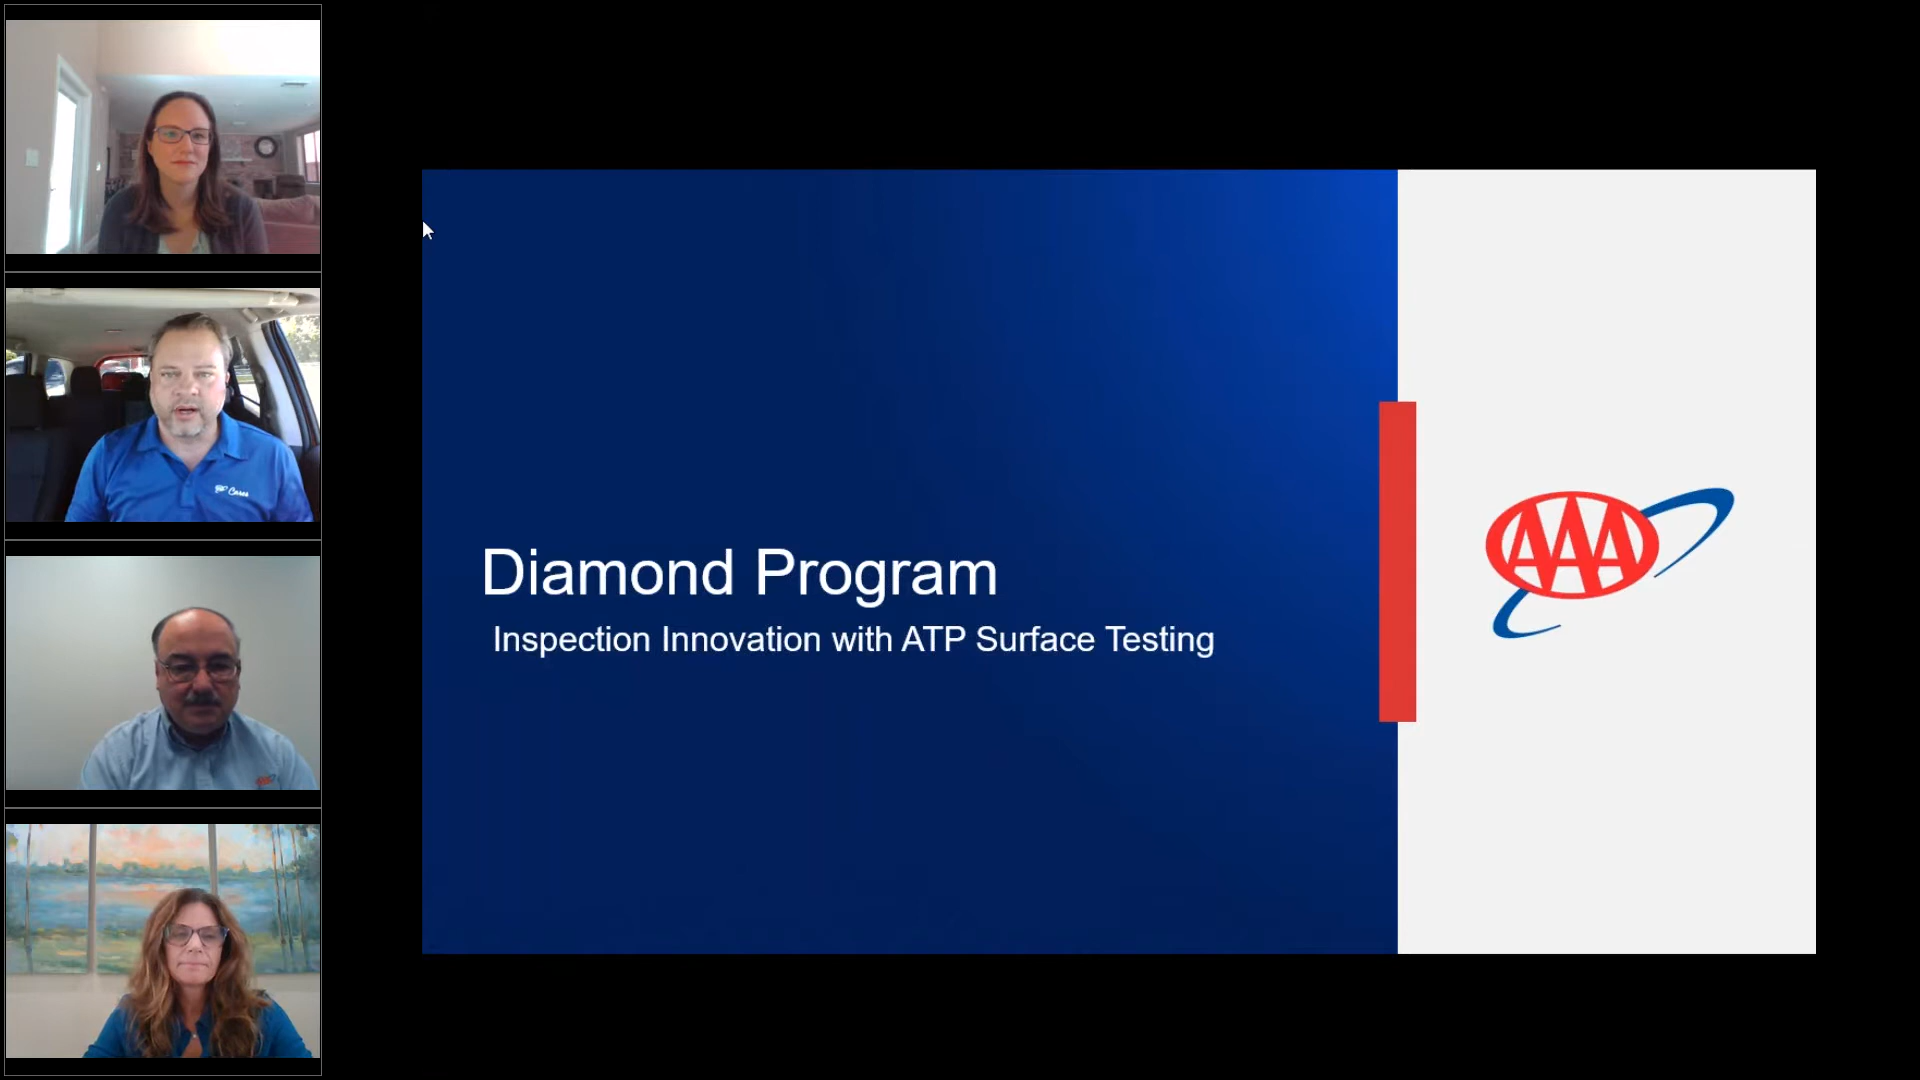 Diamond Program
Inspection Innovation with ATP Surface Testing
AAA